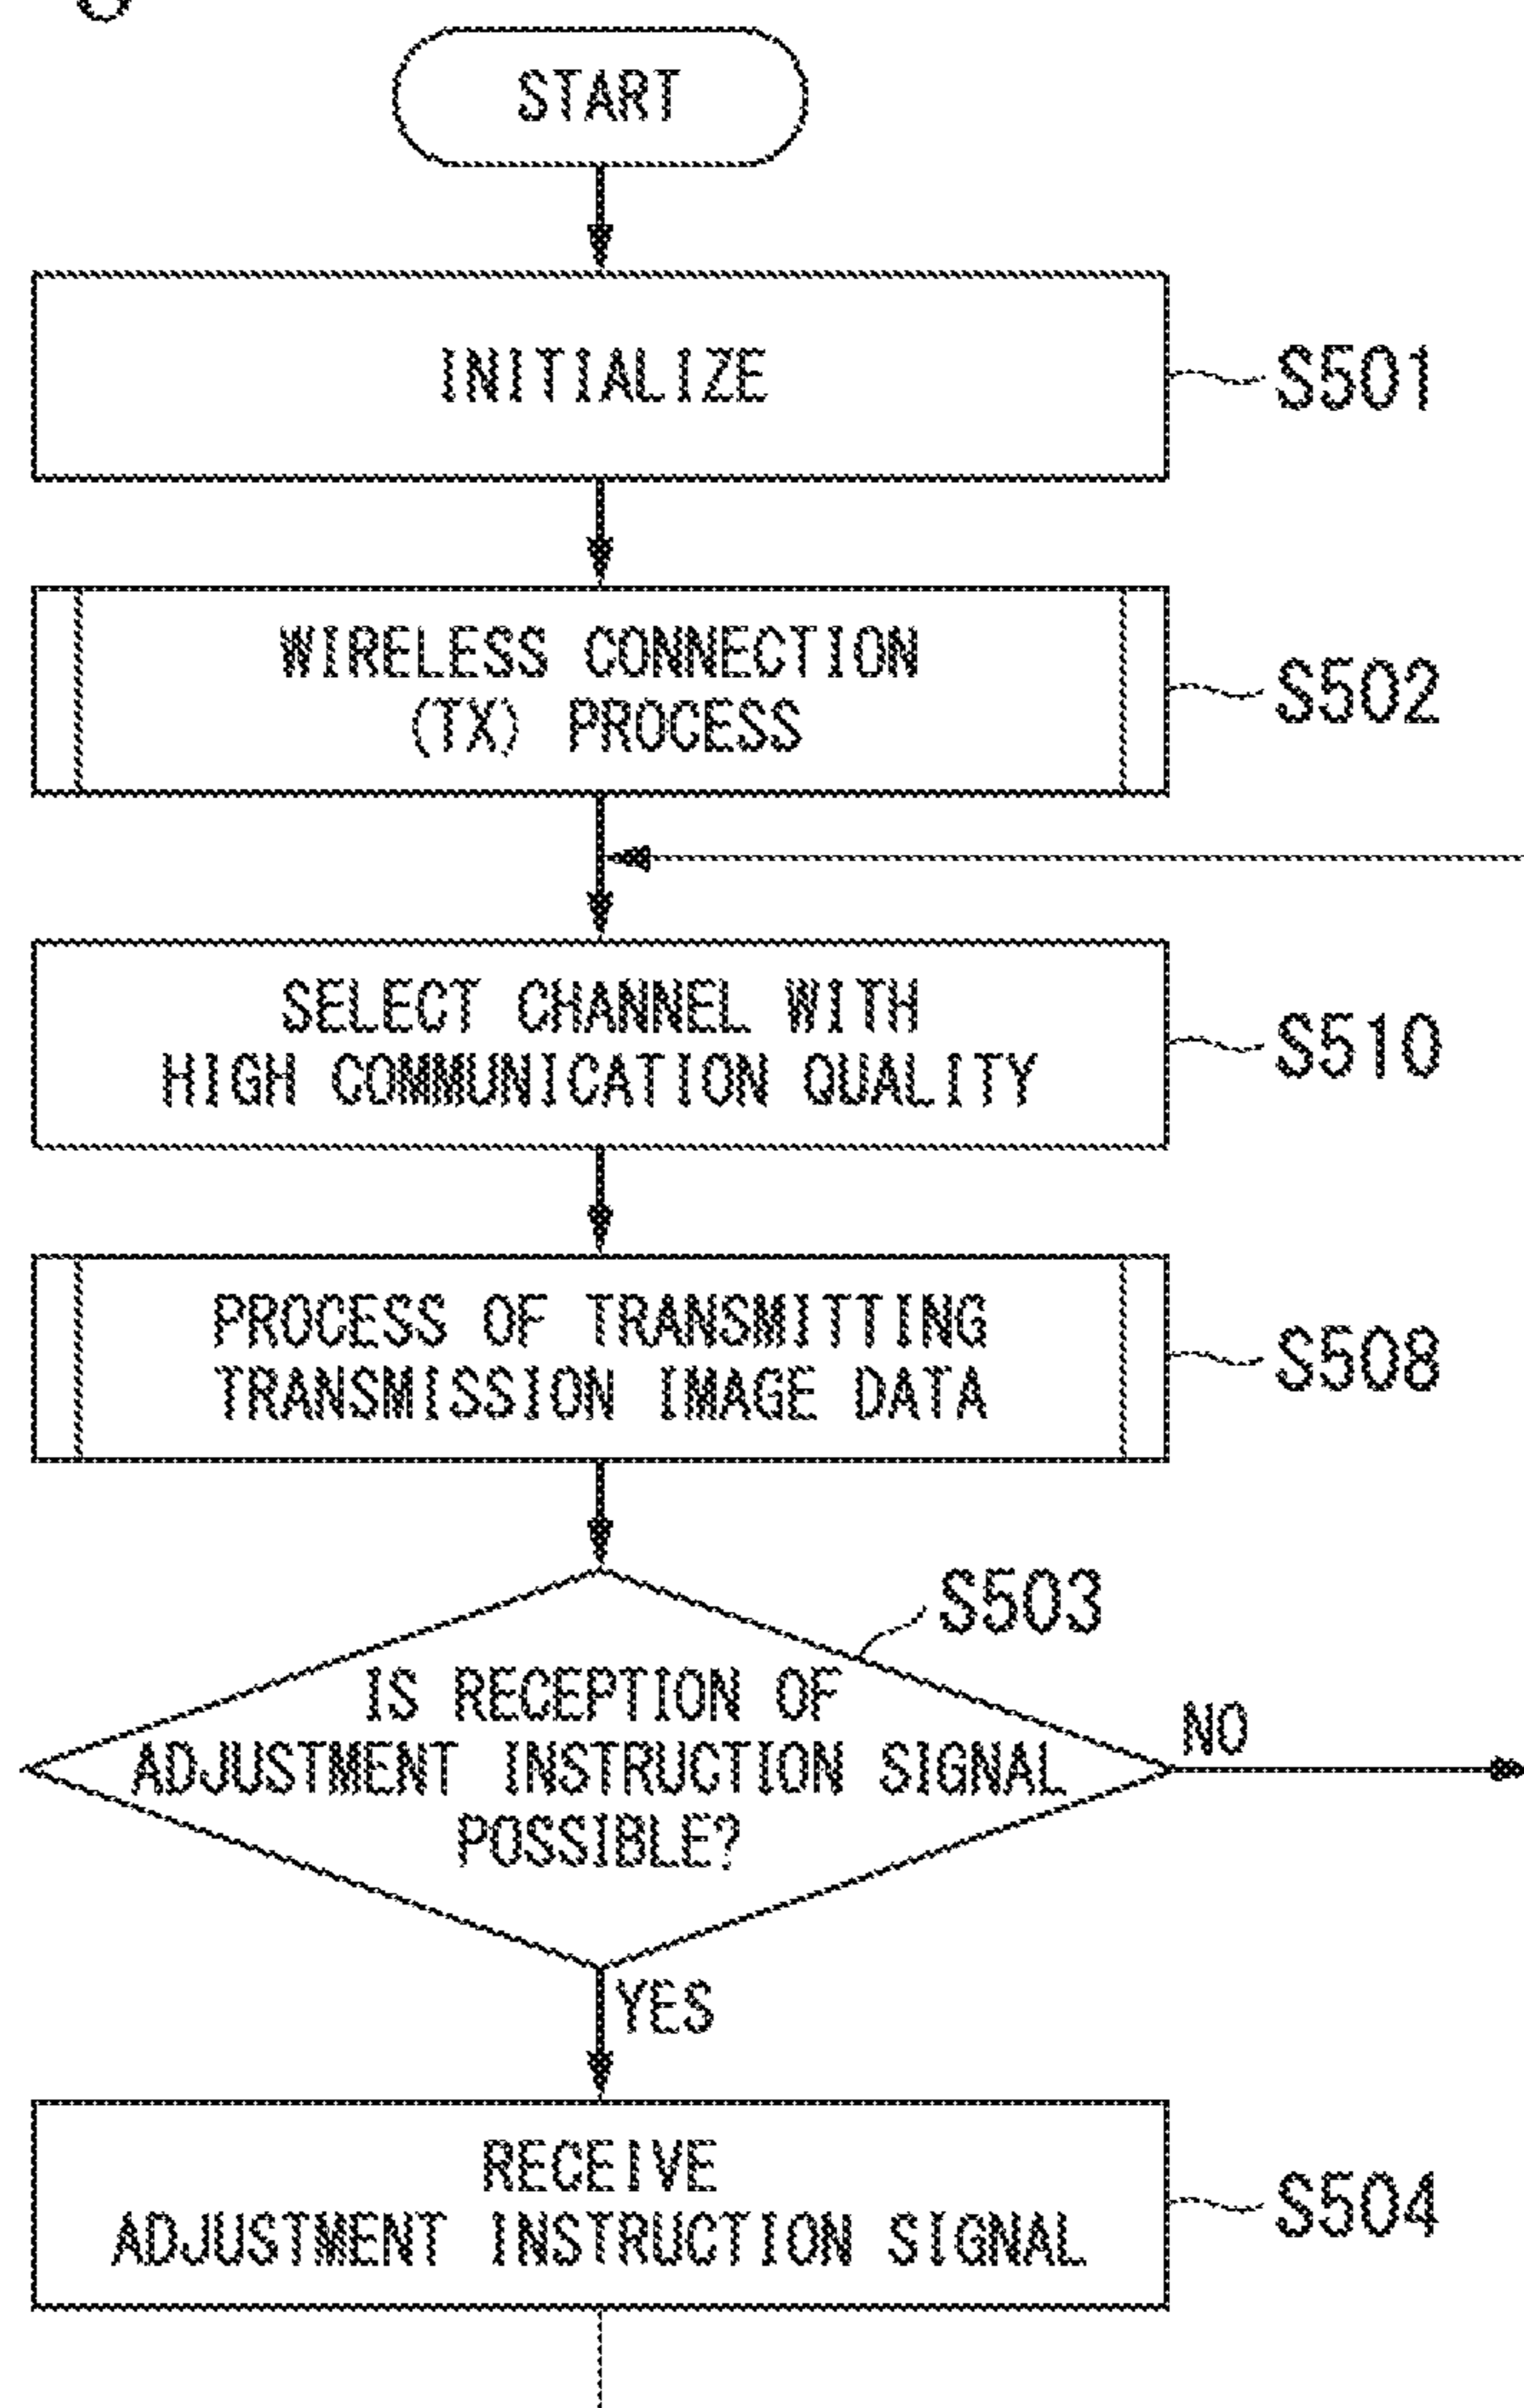 START
INITIALIZE
S501
WIRELESS CONNECTION
(TX) PROCESS
S502
SELECT CHANNEL WITH
HIGH COMMUNICATION QUALITY
S510
PROCESS OF TRANSMITTING
TRANSMISSION IMAGE DATA
S508
S503
IS RECEPTION OF
ADJUSTMENT INSTRUCTION SIGNAL
POSSIBLE?
NO
YES
RECEIVE
ADJUSTMENT INSTRUCTION SIGNAL
S504